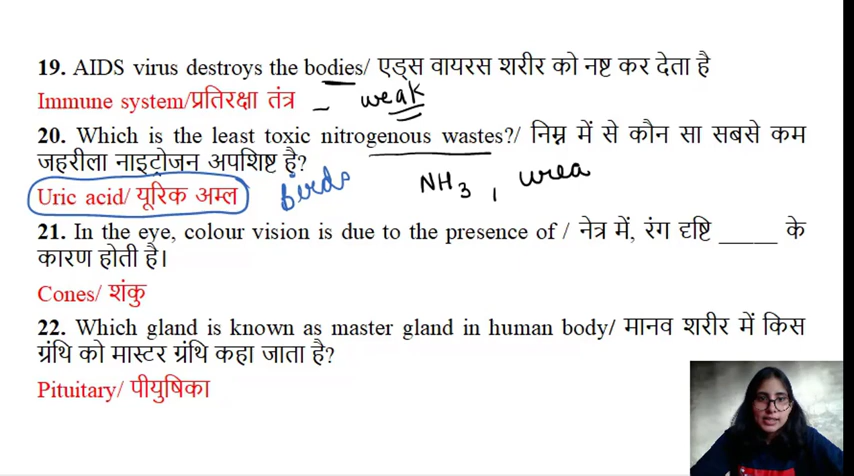 19. AIDS virus destroys the bodies/ एड्स वायरस शरीर को नष्ट कर देता है
Immune system/प्रतिरक्षा तंत्र – weak
20. Which is the least toxic nitrogenous wastes?/ निम्न में से कौन सा सबसे कम
जहरीला नाइट्रोजन अपशिष्ट है?
Uric acid/ यूरिक अम्ल birds NH3, urea
21. In the eye, colour vision is due to the presence of / नेत्र में, रंग दृष्टि _____ के
कारण होती है।
Cones/ शंकु
22. Which gland is known as master gland in human body/ मानव शरीर में किस
ग्रंथि को मास्टर ग्रंथि कहा जाता है?
Pituitary/ पीयुषिका